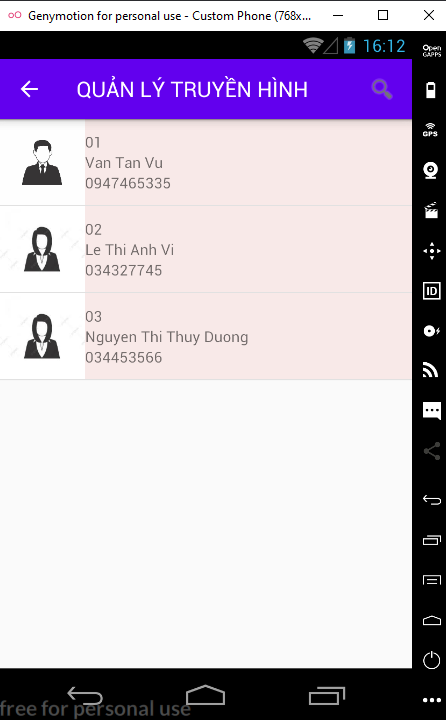 Genymotion for personal use - Custom Phone (768x...
16:12
Open
GAPPS
QUẢN LÝ TRUYỀN HÌNH
GPS
01
Van Tan Vu
0947465335
02
Le Thi Anh Vi
034327745
ID
03
Nguyen Thi Thuy Duong
034453566
free for personal use